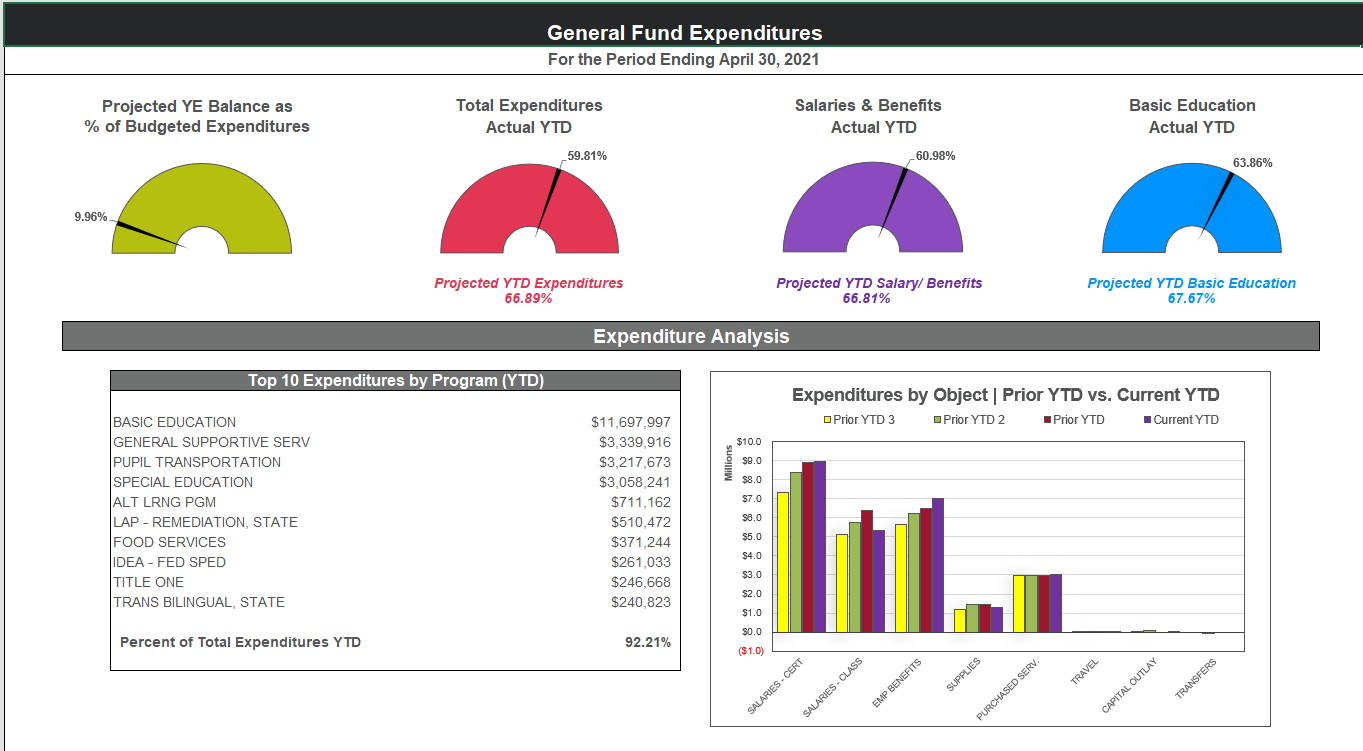 General Fund Expenditures
For the Period Ending April 30, 2021
Projected YE Balance as
% of Budgeted Expenditures
9.96%
Total Expenditures
Actual YTD
59.81%
Projected YTD Expenditures
66.89%
Salaries & Benefits
Actual YTD
60.98%
Projected YTD Salary/ Benefits
66.81%
Basic Education
Actual YTD
63.86%
Projected YTD Basic Education
67.67%
Expenditure Analysis
Top 10 Expenditures by Program (YTD)
BASIC EDUCATION $11,697,997
GENERAL SUPPORTIVE SERV $3,339,916
PUPIL TRANSPORTATION $3,217,673
SPECIAL EDUCATION $3,058,241
ALT LRNG PGM $711,162
LAP - REMEDIATION, STATE $510,472
FOOD SERVICES $371,244
IDEA - FED SPED $261,033
TITLE ONE $246,668
TRANS BILINGUAL, STATE $240,823
Percent of Total Expenditures YTD 92.21%
Expenditures by Object | Prior YTD vs. Current YTD
Prior YTD 3 Prior YTD 2 Prior YTD Current YTD
Millions
$10.0
$9.0
$8.0
$7.0
$6.0
$5.0
$4.0
$3.0
$2.0
$1.0
$0.0
($1.0)
SALARIES - CERT
SALARIES - CLASS
EMP BENEFITS
SUPPLIES
PURCHASED SERV.
TRAVEL
CAPITAL OUTLAY
TRANSFERS